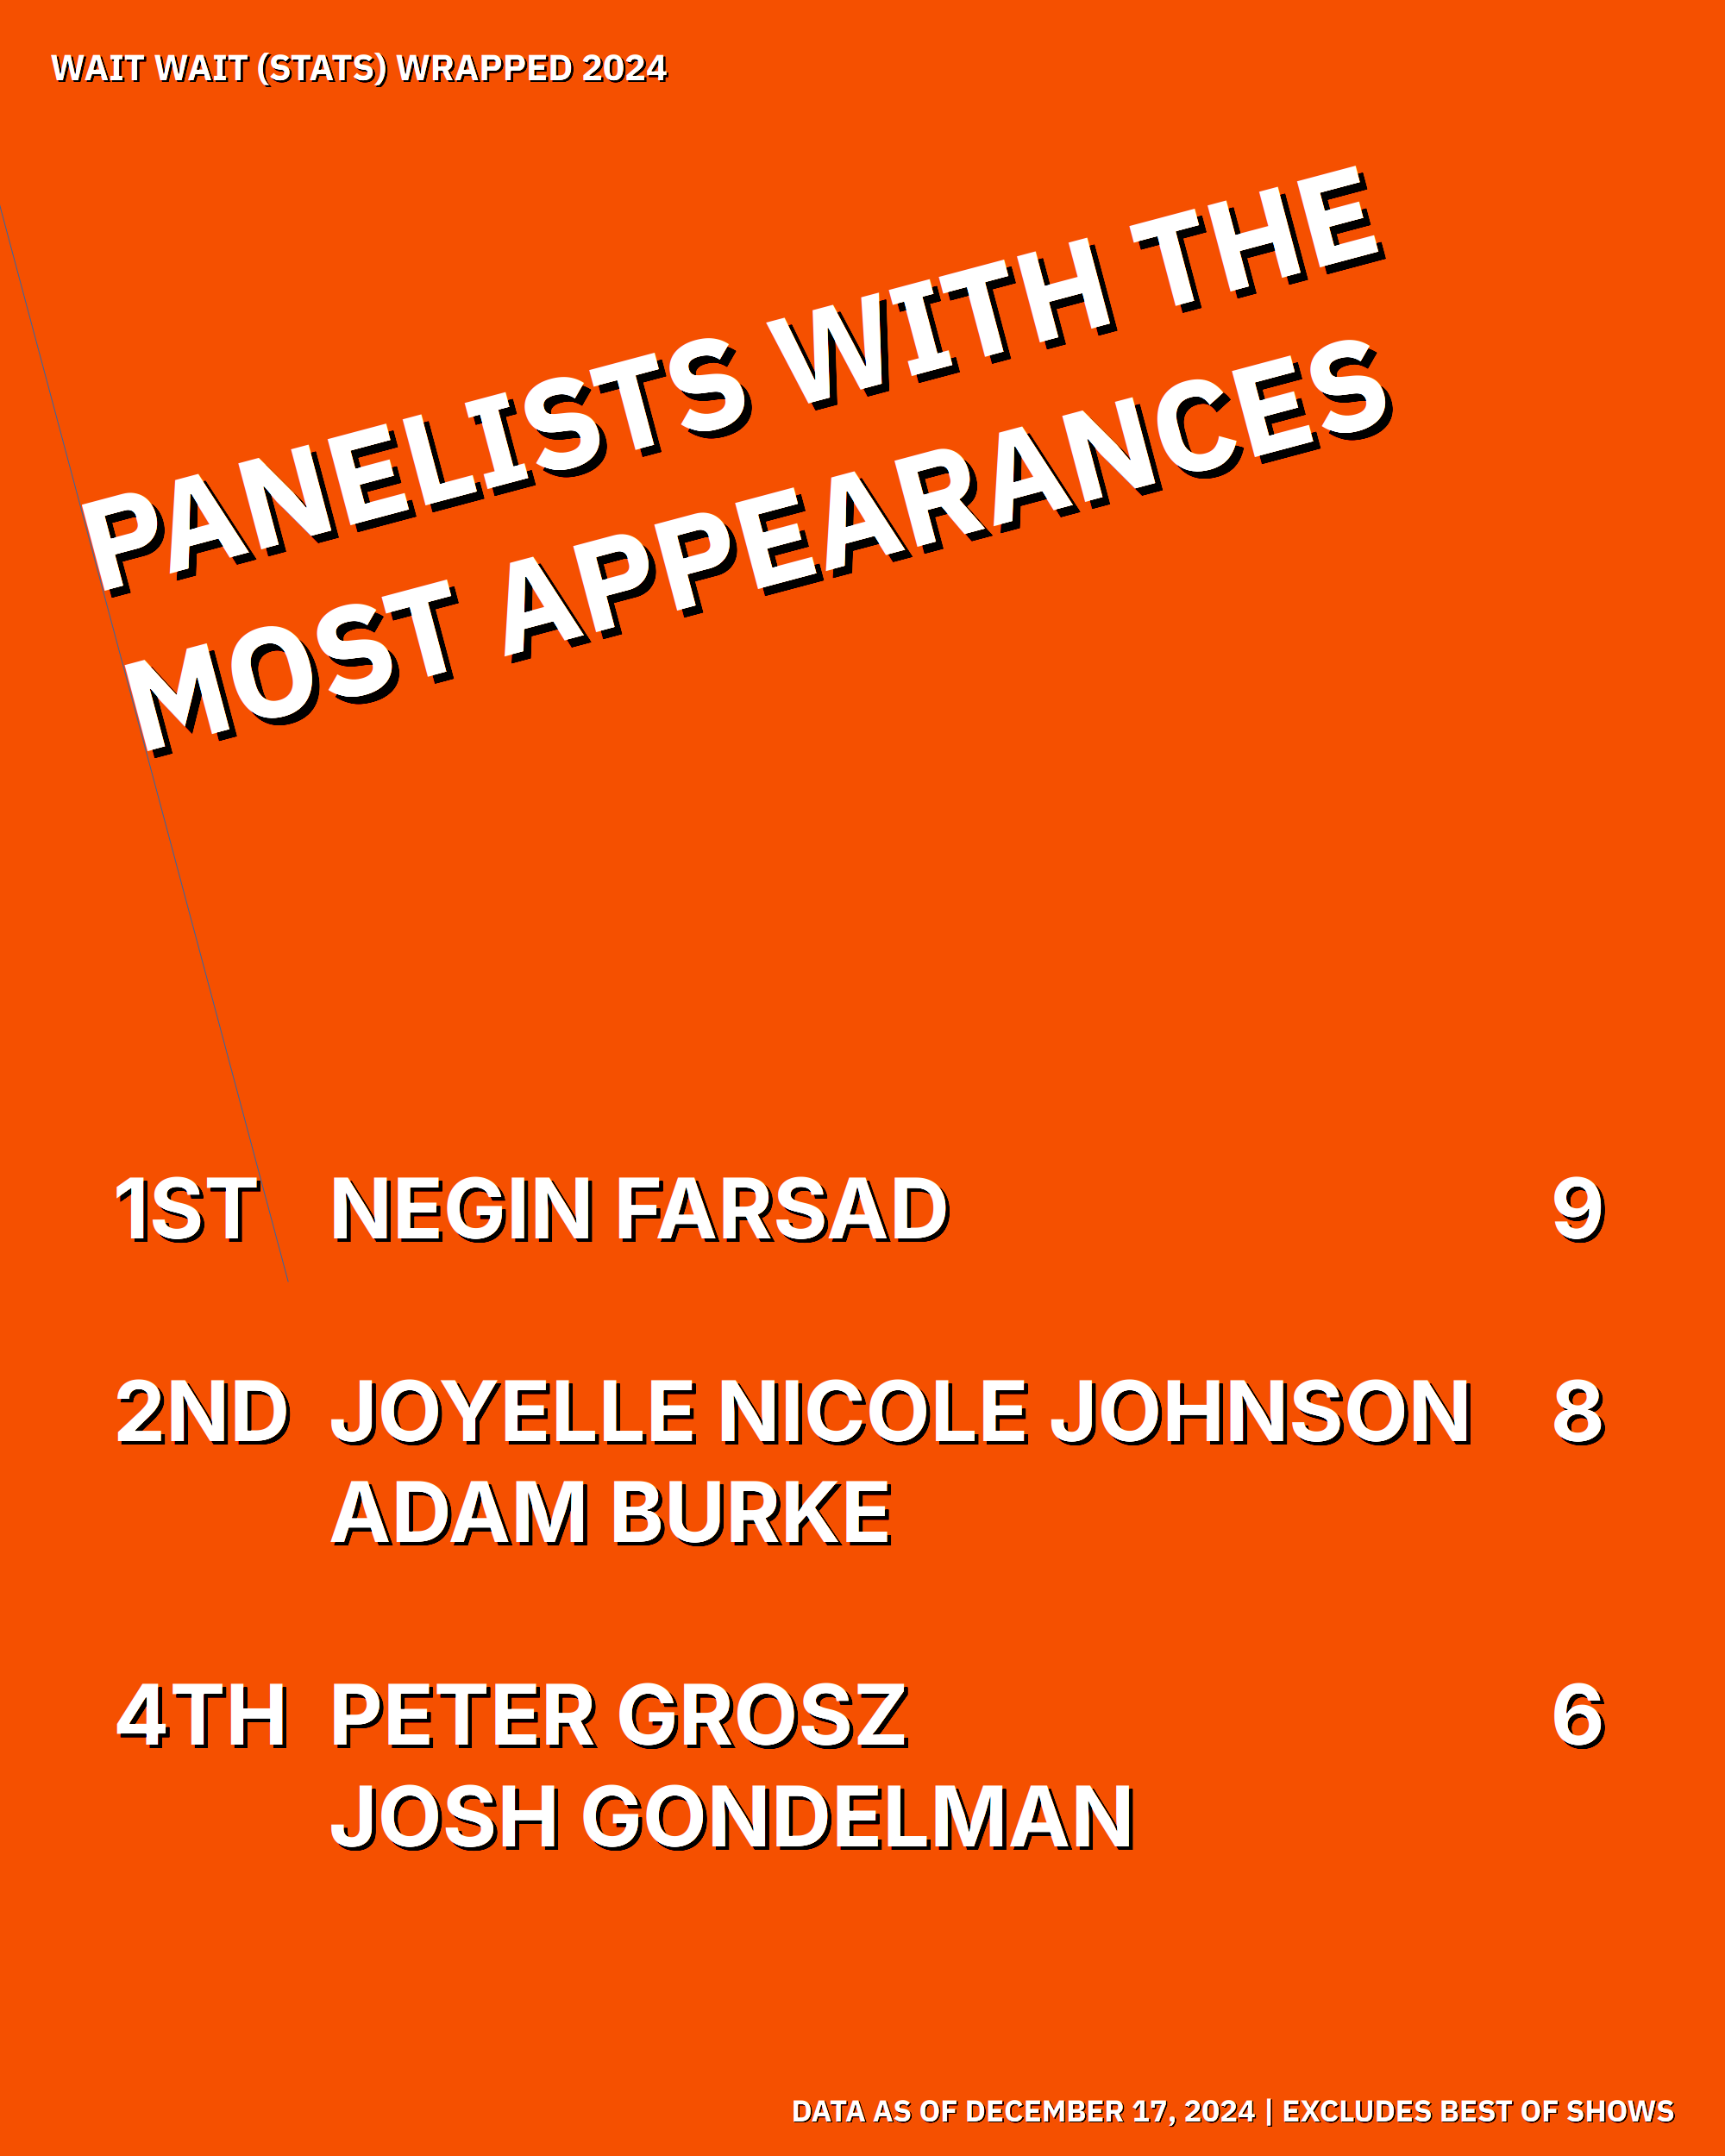 WAIT WAIT (STATS) WRAPPED 2024
PANELISTS WITH THE
MOST APPEARANCES
1ST NEGIN FARSAD 9
2ND JOYELLE NICOLE JOHNSON 8
ADAM BURKE
4TH PETER GROSZ 6
JOSH GONDELMAN
DATA AS OF DECEMBER 17, 2024 | EXCLUDES BEST OF SHOWS